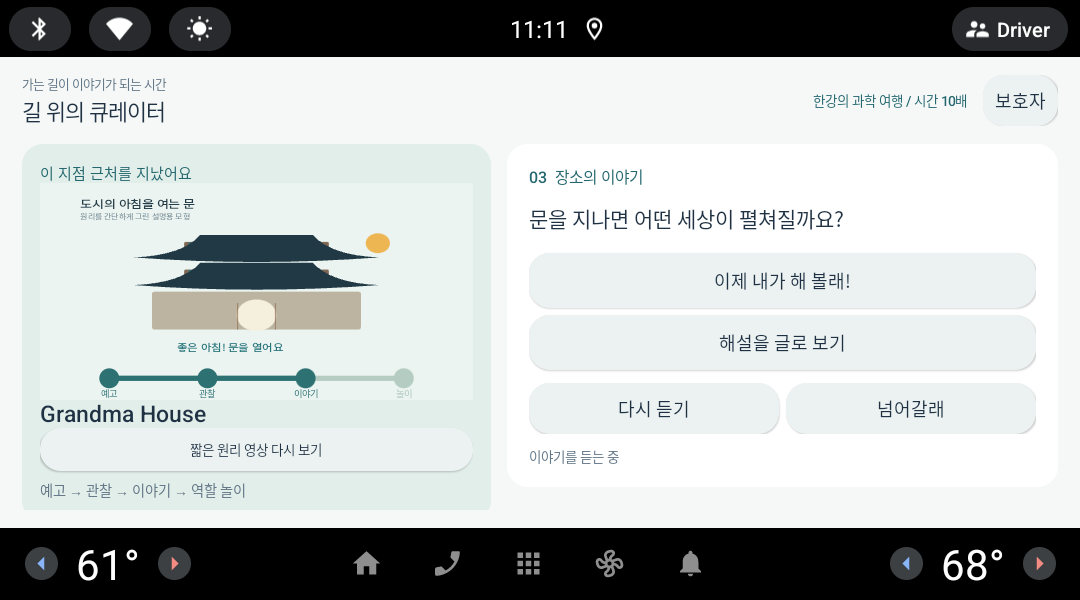 11:11
Driver
가는 길이 이야기가 되는 시간
길 위의 큐레이터
한강의 과학 여행 / 시간 10배
보호자
이 지점 근처를 지났어요
도시의 아침을 여는 문
원리를 간단하게 그린 설명용 모형
좋은 아침! 문을 열어요
예고 관찰 이야기 놀이
Grandma House
짧은 원리 영상 다시 보기
예고 → 관찰 → 이야기 → 역할 놀이
03 장소의 이야기
문을 지나면 어떤 세상이 펼쳐질까요?
이제 내가 해 볼래!
해설을 글로 보기
다시 듣기 넘어갈래
이야기를 듣는 중
61° 68°